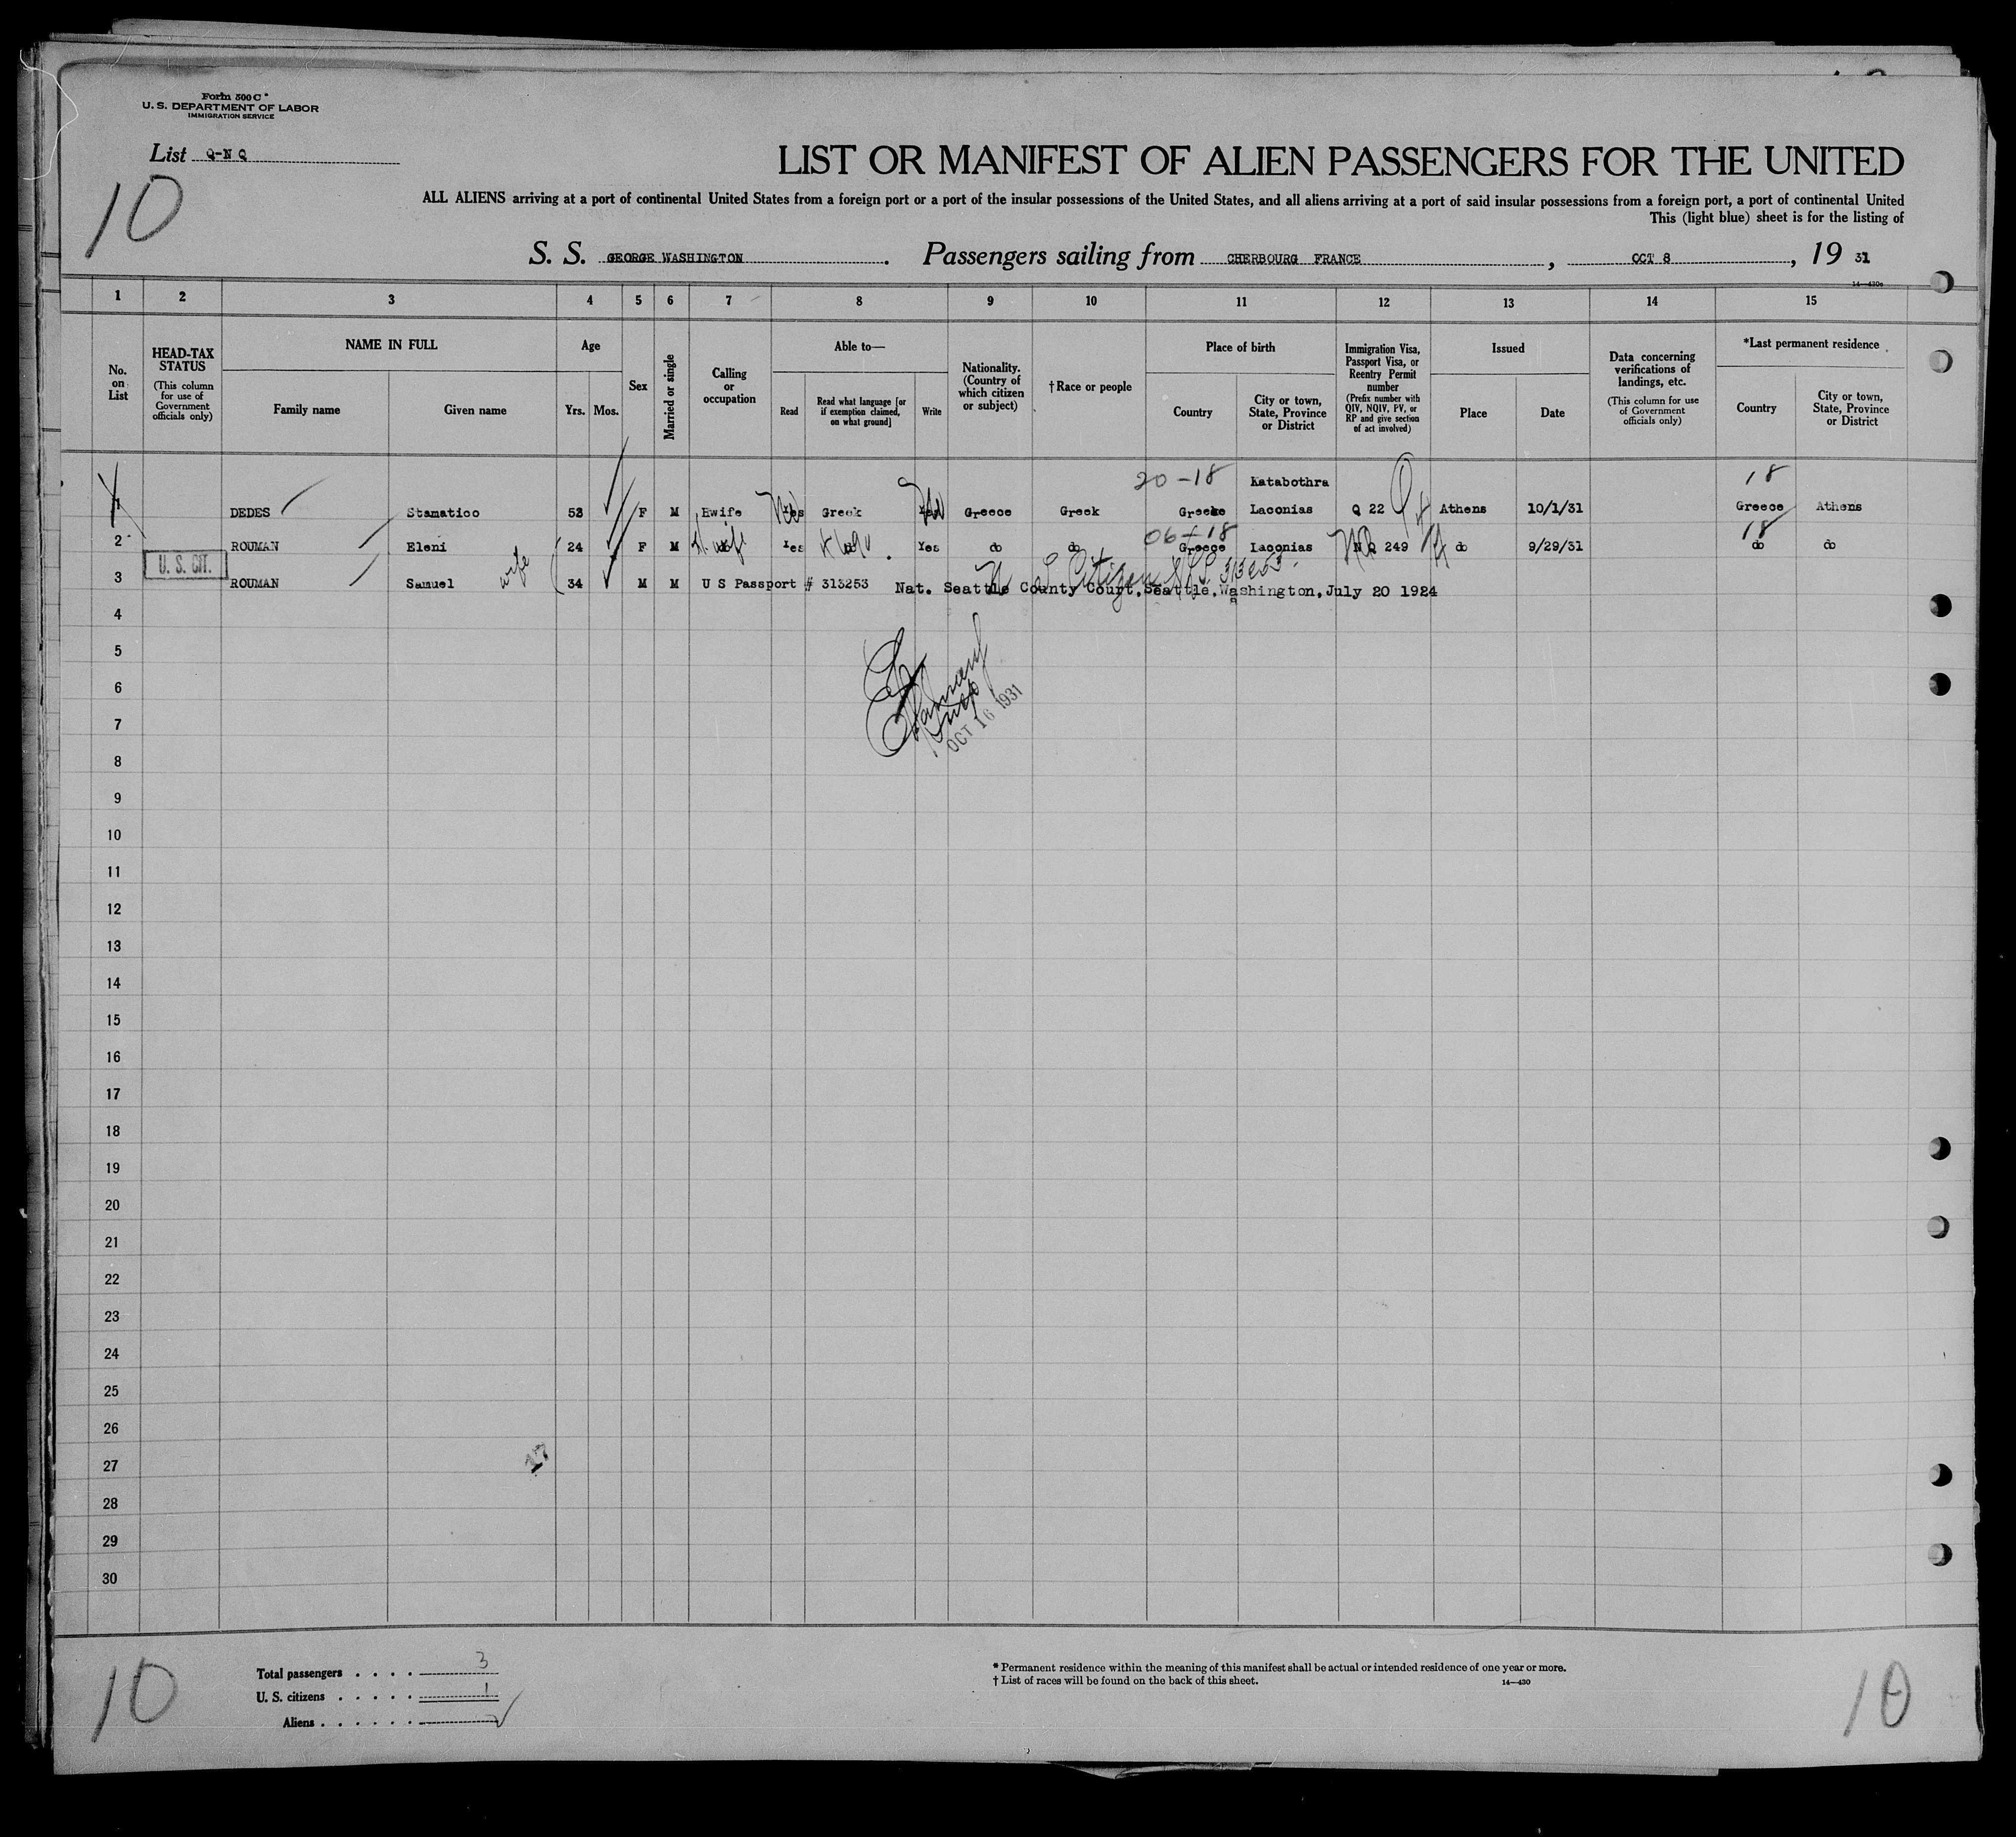 Form 500 C
U. S. DEPARTMENT OF LABOR
IMMIGRATION SERVICE
List Q-N Q
10
LIST OR MANIFEST OF ALIEN PASSENGERS FOR THE UNITED
ALL ALIENS arriving at a port of continental United States from a foreign port or a port of the insular possessions of the United States, and all aliens arriving at a port of said insular possessions from a foreign port, a port of continental United
This (light blue) sheet is for the listing of
S. S. GEORGE WASHINGTON . Passengers sailing from CHERBOURG FRANCE , OCT 8 , 19 31
14—430c
1 2 3 4 5 6 7 8 9 10 11 12 13 14 15
No. on List
HEAD-TAX STATUS (This column for use of Government officials only)
NAME IN FULL
Family name Given name
Age
Yrs. Mos.
Sex
Married or single
Calling or occupation
Able to—
Read
Read what language [or if exemption claimed, on what ground]
Write
Nationality. (Country of which citizen or subject)
†Race or people
Place of birth
Country
City or town, State, Province or District
Immigration Visa, Passport Visa, or Reentry Permit number (Prefix number with QIV, NQIV, PV, or RP and give section of act involved)
Issued
Place Date
Data concerning verifications of landings, etc. (This column for use of Government officials only)
*Last permanent residence
Country
City or town, State, Province or District
20-18 Katabothra 18
1 DEDES Stamatico 53 F M Hwife Yes Greek Yes Greece Greek Greece Laconias Q 22 Athens 10/1/31 Greece Athens
06-18 18
2 ROUMAN Eleni 24 F M H. wife Yes Yes do do Greece Laconias N Q 249 do 9/29/31 do do
U. S. CIT.
wife
U S Citizen
3 ROUMAN Samuel 34 M M U S Passport # 313253 Nat. Seattle County Court, Seattle, Washington, July 20 1924
4
5
6
7
OCT 16 1931
8
9
10
11
12
13
14
15
16
17
18
19
20
21
22
23
24
25
26
27
28
29
30
Total passengers . . . . 3
U. S. citizens . . . . . 1
Aliens . . . . . .
10
* Permanent residence within the meaning of this manifest shall be actual or intended residence of one year or more.
† List of races will be found on the back of this sheet.
14—430
10